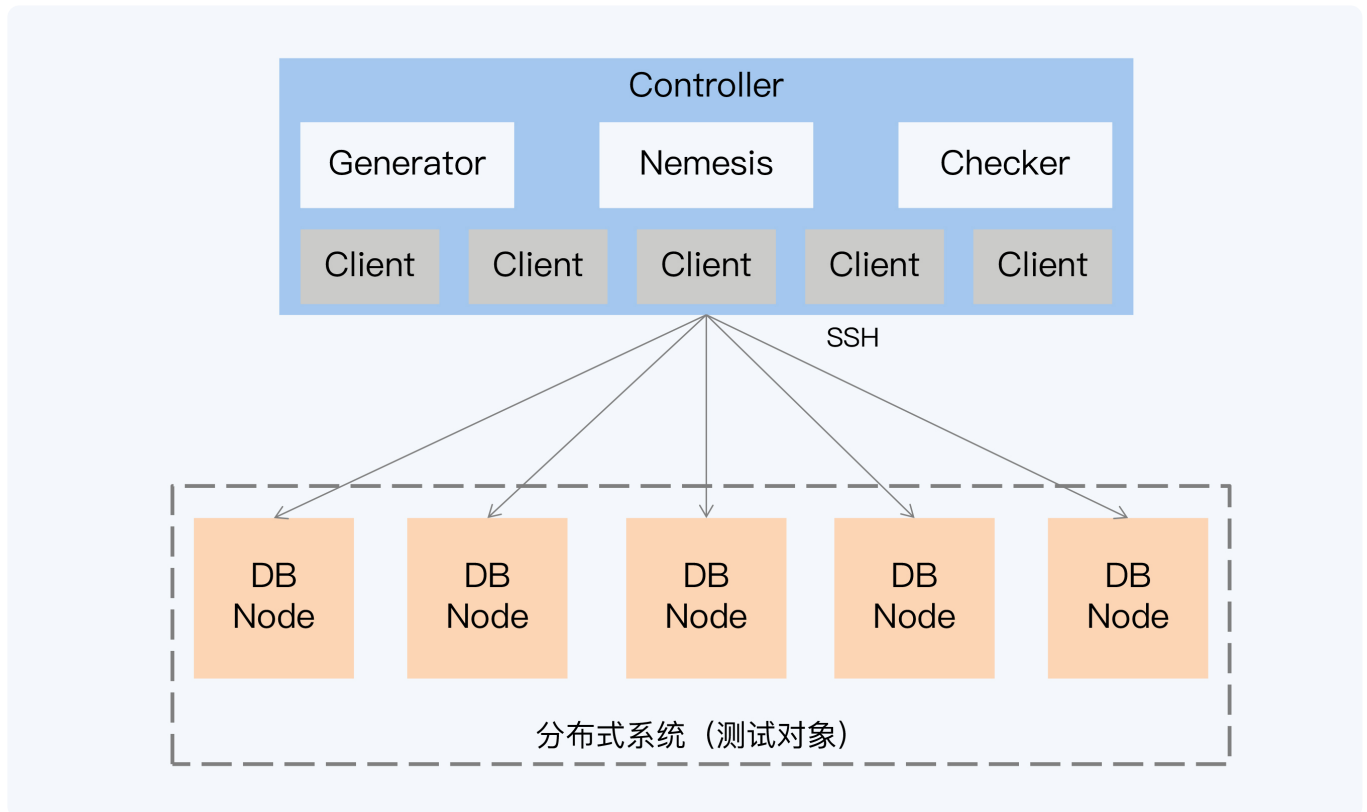 Controller
Generator
Nemesis
Checker
Client
Client
Client
Client
Client
SSH
DB
Node
DB
Node
DB
Node
DB
Node
DB
Node
分布式系统（测试对象）